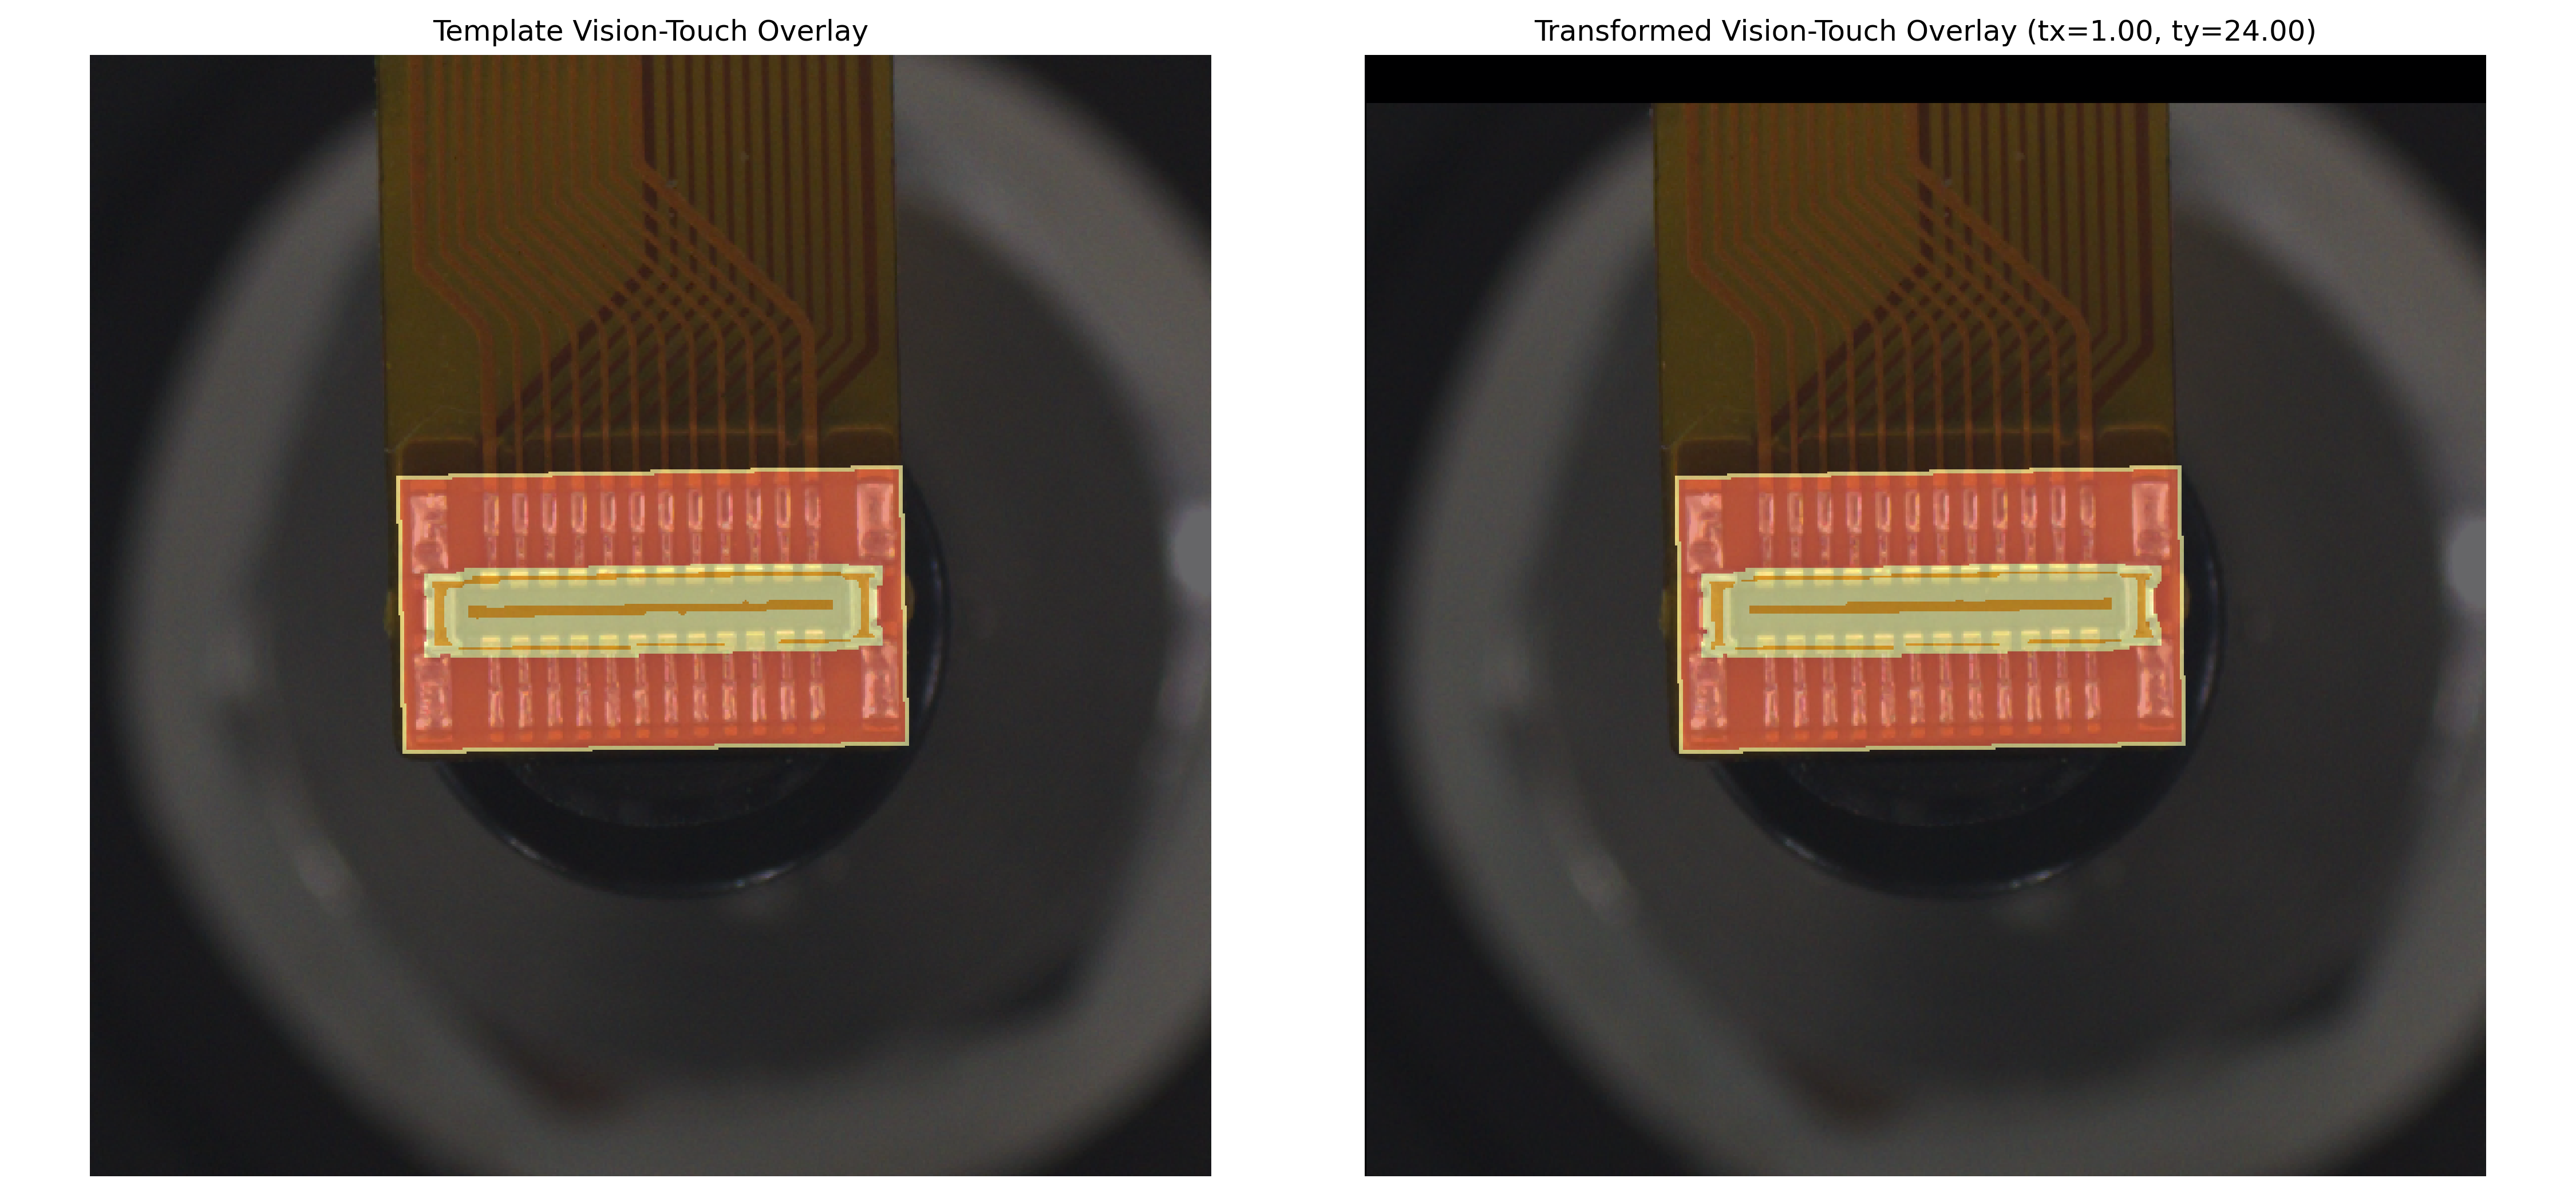 Template Vision-Touch Overlay
Transformed Vision-Touch Overlay (tx=1.00, ty=24.00)